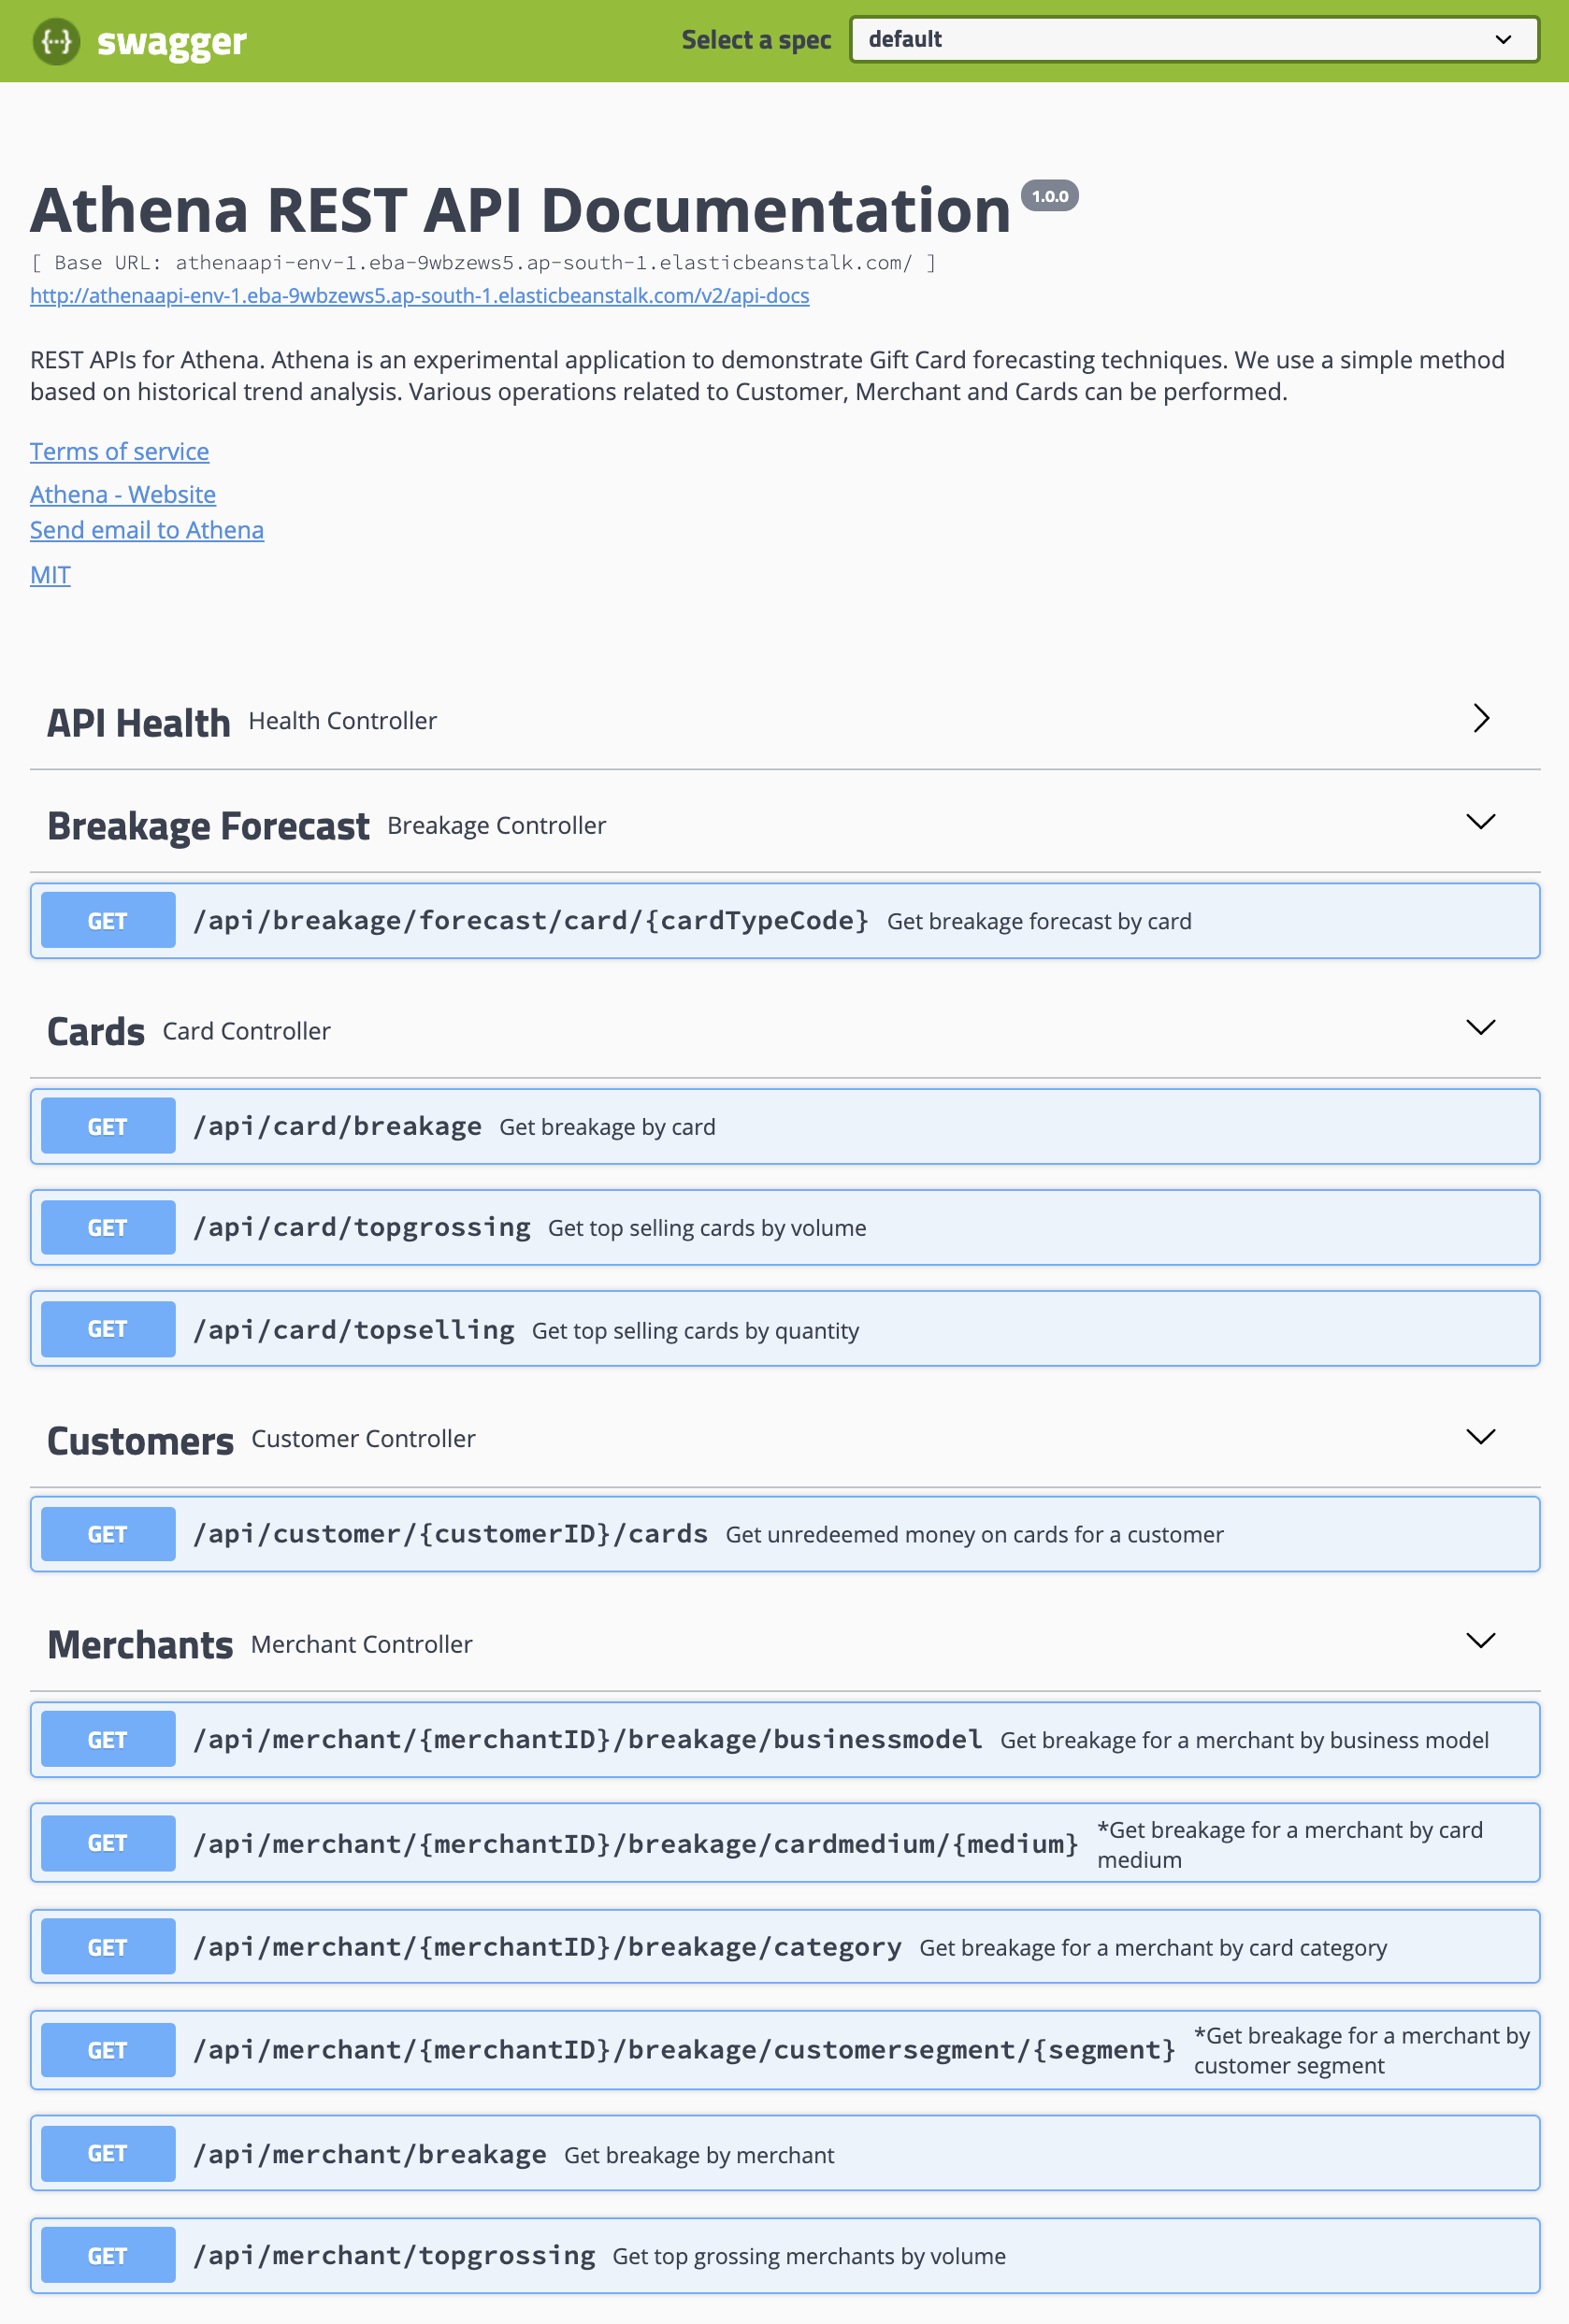 {...} swagger Select a spec default
Athena REST API Documentation 1.0.0
[ Base URL: athenaapi-env-1.eba-9wbzews5.ap-south-1.elasticbeanstalk.com/ ]
http://athenaapi-env-1.eba-9wbzews5.ap-south-1.elasticbeanstalk.com/v2/api-docs
REST APIs for Athena. Athena is an experimental application to demonstrate Gift Card forecasting techniques. We use a simple method
based on historical trend analysis. Various operations related to Customer, Merchant and Cards can be performed.
Terms of service
Athena - Website
Send email to Athena
MIT
API Health Health Controller
Breakage Forecast Breakage Controller
GET /api/breakage/forecast/card/{cardTypeCode} Get breakage forecast by card
Cards Card Controller
GET /api/card/breakage Get breakage by card
GET /api/card/topgrossing Get top selling cards by volume
GET /api/card/topselling Get top selling cards by quantity
Customers Customer Controller
GET /api/customer/{customerID}/cards Get unredeemed money on cards for a customer
Merchants Merchant Controller
GET /api/merchant/{merchantID}/breakage/businessmodel Get breakage for a merchant by business model
GET /api/merchant/{merchantID}/breakage/cardmedium/{medium} *Get breakage for a merchant by card
medium
GET /api/merchant/{merchantID}/breakage/category Get breakage for a merchant by card category
GET /api/merchant/{merchantID}/breakage/customersegment/{segment} *Get breakage for a merchant by
customer segment
GET /api/merchant/breakage Get breakage by merchant
GET /api/merchant/topgrossing Get top grossing merchants by volume